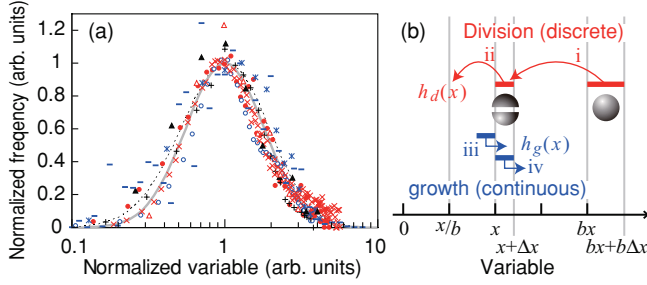 (a)
Normalized freqency (arb. units)
1.2
1
0.8
0.6
0.4
0.2
0
0.1
1
10
Normalized variable (arb. units)
(b)
Division (discrete)
ii
i
h_d(x)
iii
h_g(x)
iv
growth (continuous)
0
x/b
x
bx
x+Δx
bx+bΔx
Variable